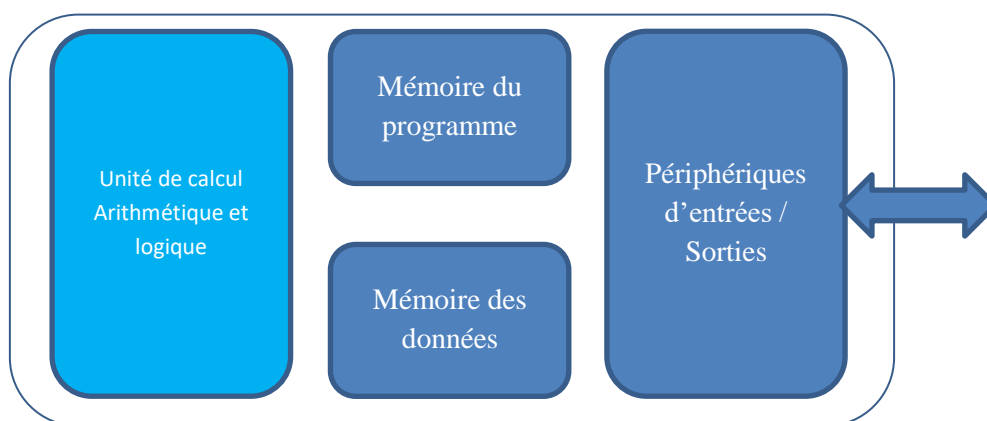 Unité de calcul
Arithmétique et
logique
Mémoire du
programme
Mémoire des
données
Périphériques
d’entrées /
Sorties